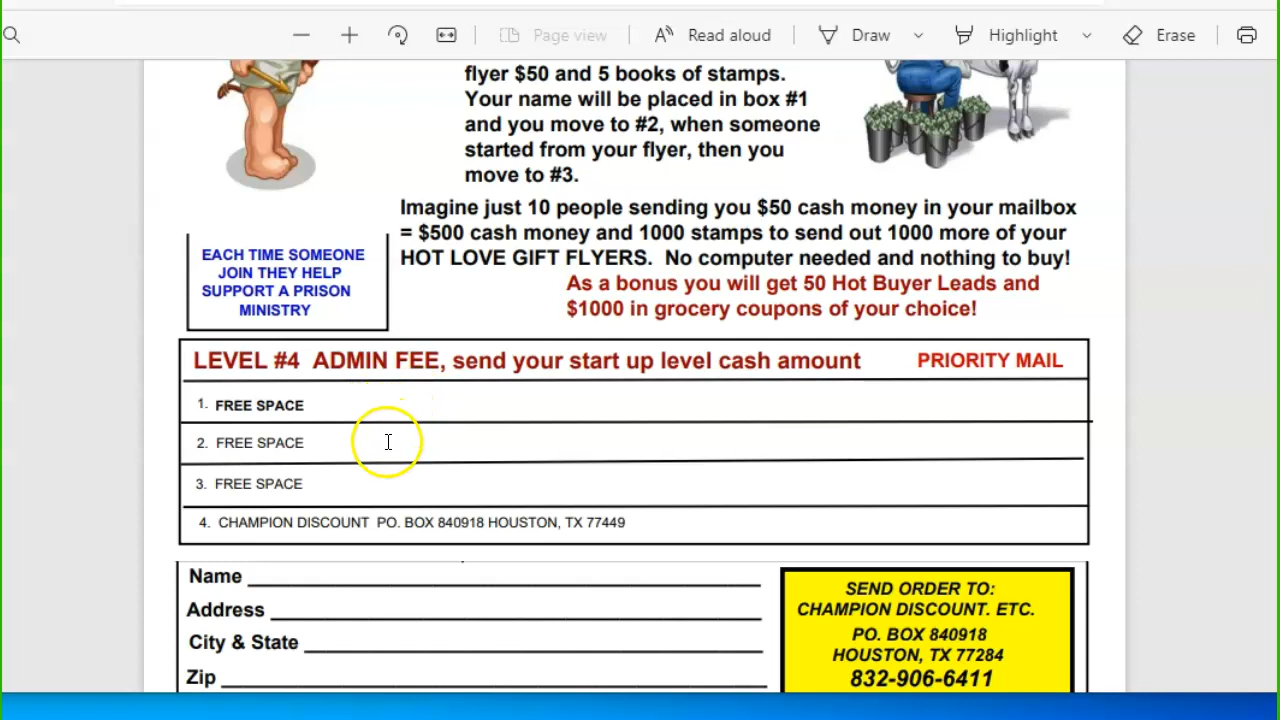 Page view
Read aloud
Draw
Highlight
Erase
flyer $50 and 5 books of stamps.
Your name will be placed in box #1
and you move to #2, when someone
started from your flyer, then you
move to #3.
Imagine just 10 people sending you $50 cash money in your mailbox
= $500 cash money and 1000 stamps to send out 1000 more of your
HOT LOVE GIFT FLYERS. No computer needed and nothing to buy!
As a bonus you will get 50 Hot Buyer Leads and
$1000 in grocery coupons of your choice!
EACH TIME SOMEONE
JOIN THEY HELP
SUPPORT A PRISON
MINISTRY
LEVEL #4 ADMIN FEE, send your start up level cash amount PRIORITY MAIL
1. FREE SPACE
2. FREE SPACE
3. FREE SPACE
4. CHAMPION DISCOUNT PO. BOX 840918 HOUSTON, TX 77449
Name
Address
City & State
Zip
SEND ORDER TO:
CHAMPION DISCOUNT. ETC.
PO. BOX 840918
HOUSTON, TX 77284
832-906-6411